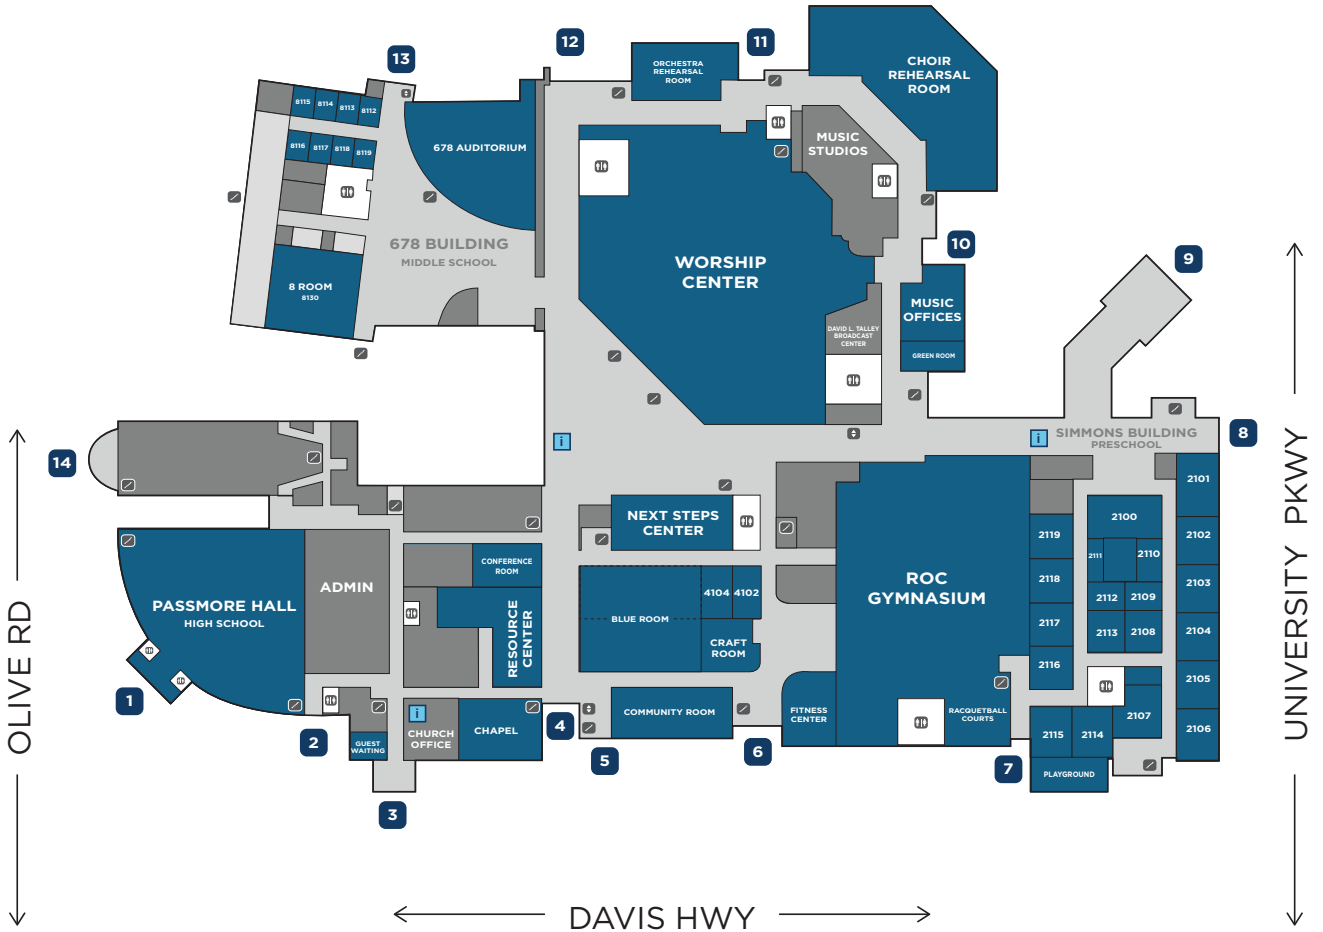 12
11
13
ORCHESTRA
REHEARSAL
ROOM
CHOIR
REHEARSAL
ROOM
8115
8114
8113
8112
8116
8117
8118
8119
678 AUDITORIUM
MUSIC
STUDIOS
678 BUILDING
MIDDLE SCHOOL
8 ROOM
8130
WORSHIP
CENTER
10
9
MUSIC
OFFICES
GREEN ROOM
DAVID L. TALLEY
BROADCAST
CENTER
i
i
SIMMONS BUILDING
PRESCHOOL
8
14
2101
2102
2103
2104
2105
2106
2100
2111
2110
2112
2109
2113
2108
2107
2119
2118
2117
2116
2115
2114
PLAYGROUND
7
NEXT STEPS
CENTER
ROC
GYMNASIUM
CONFERENCE
ROOM
RESOURCE
CENTER
ADMIN
PASSMORE HALL
HIGH SCHOOL
BLUE ROOM
4104
4102
CRAFT
ROOM
COMMUNITY ROOM
FITNESS
CENTER
RACQUETBALL
COURTS
1
2
GUEST
WAITING
i
CHURCH
OFFICE
CHAPEL
4
5
6
3
OLIVE RD
UNIVERSITY PKWY
DAVIS HWY